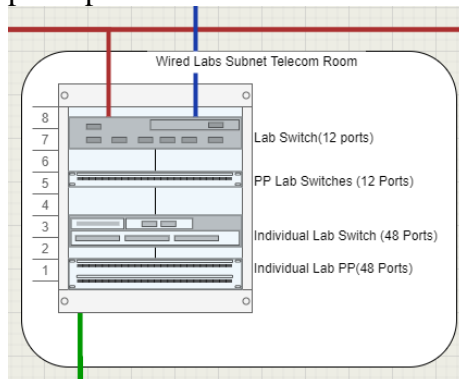 Wired Labs Subnet Telecom Room
8
7
Lab Switch(12 ports)
6
5
PP Lab Switches (12 Ports)
4
3
Individual Lab Switch (48 Ports)
2
1
Individual Lab PP(48 Ports)